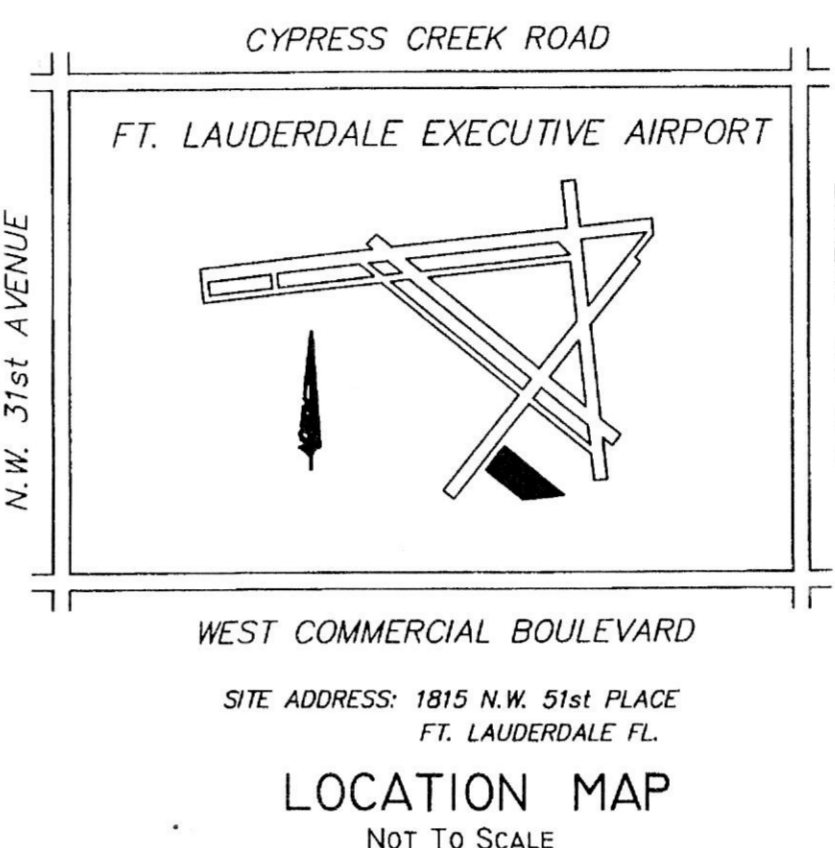 CYPRESS CREEK ROAD
FT. LAUDERDALE EXECUTIVE AIRPORT
N.W. 31st AVENUE
WEST COMMERCIAL BOULEVARD
SITE ADDRESS: 1815 N.W. 51st PLACE
FT. LAUDERDALE FL.
LOCATION MAP
NOT TO SCALE